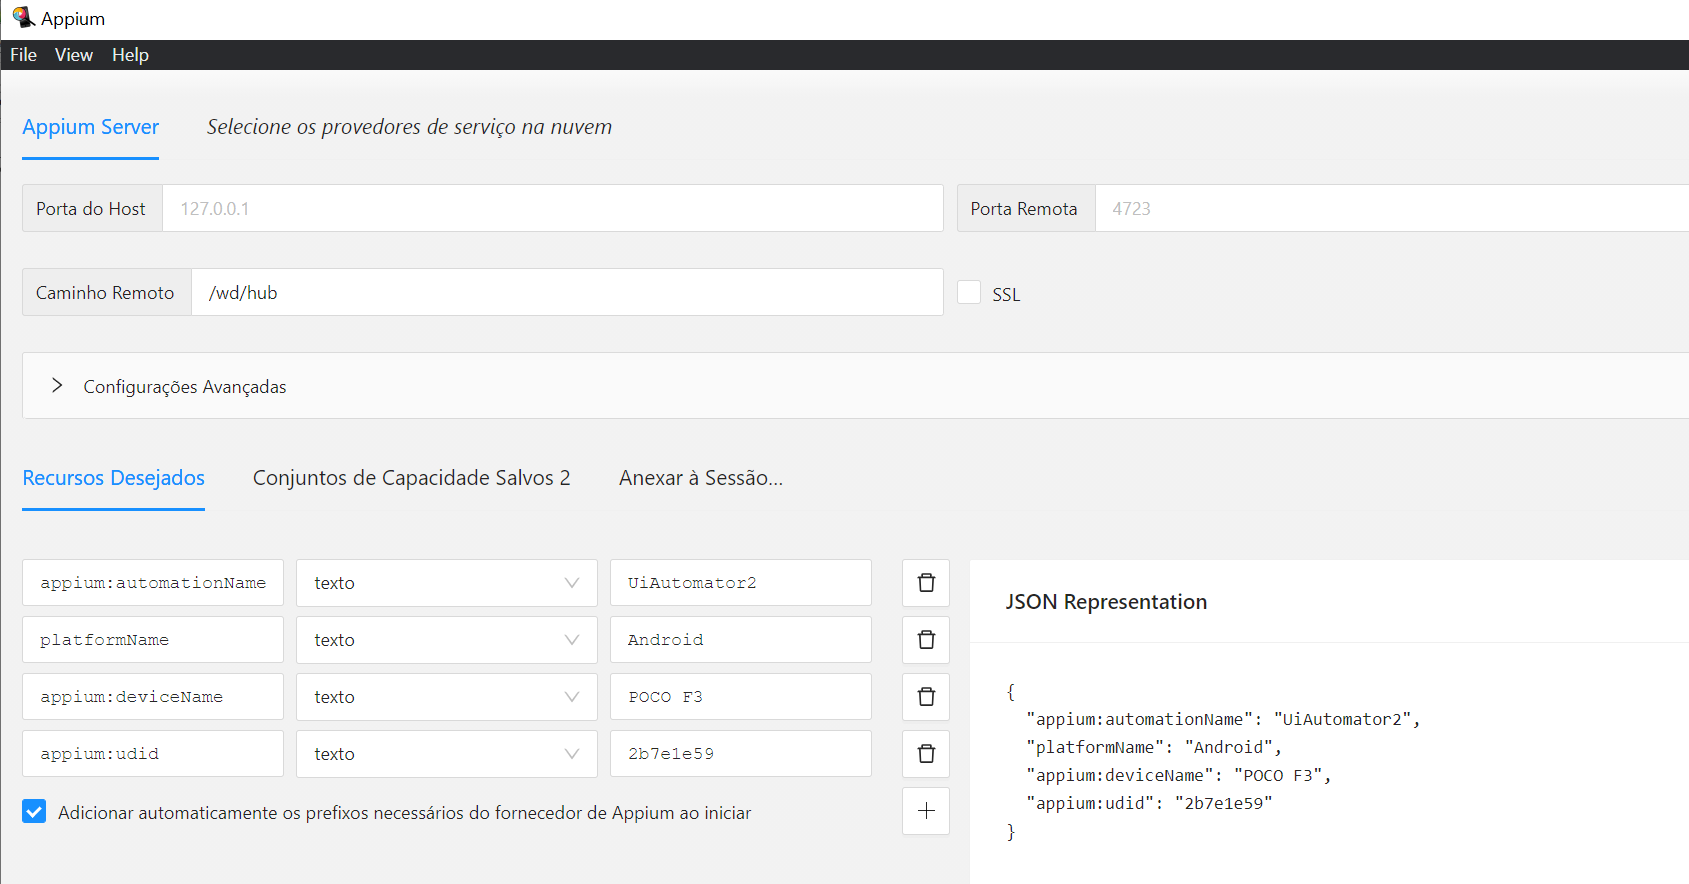 Appium
File View Help
Appium Server Selecione os provedores de serviço na nuvem
Porta do Host 127.0.0.1 Porta Remota 4723
Caminho Remoto /wd/hub SSL
Configurações Avançadas
Recursos Desejados Conjuntos de Capacidade Salvos 2 Anexar à Sessão...
appium:automationName texto UiAutomator2
platformName texto Android
appium:deviceName texto POCO F3
appium:udid texto 2b7e1e59
Adicionar automaticamente os prefixos necessários do fornecedor de Appium ao iniciar
JSON Representation
{
"appium:automationName": "UiAutomator2",
"platformName": "Android",
"appium:deviceName": "POCO F3",
"appium:udid": "2b7e1e59"
}